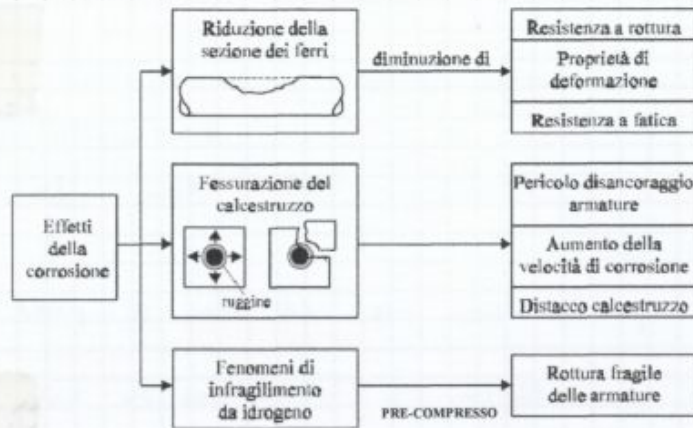 Riduzione della
sezione dei ferri
diminuzione di
Resistenza a rottura
Proprietà di
deformazione
Resistenza a fatica
Effetti
della
corrosione
Fessurazione del
calcestruzzo
ruggine
Pericolo disancoraggio
armature
Aumento della
velocità di corrosione
Distacco calcestruzzo
Fenomeni di
infragilimento
da idrogeno
PRE-COMPRESSO
Rottura fragile
delle armature